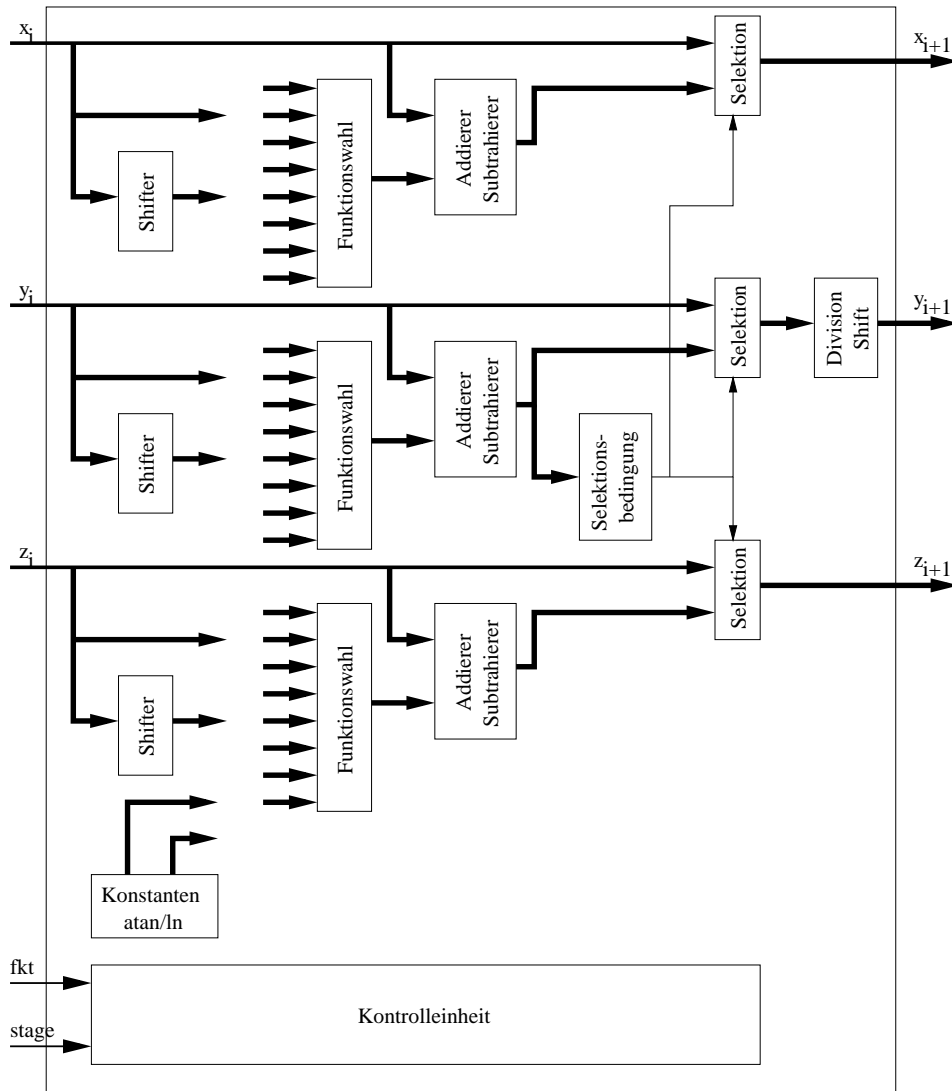 x_i
Selektion
x_{i+1}
Shifter
Funktionswahl
Addierer
Subtrahierer
y_i
Selektion
Division
Shift
y_{i+1}
Shifter
Funktionswahl
Addierer
Subtrahierer
Selektions-
bedingung
z_i
Selektion
z_{i+1}
Shifter
Funktionswahl
Addierer
Subtrahierer
Konstanten
atan/ln
fkt
Kontrolleinheit
stage